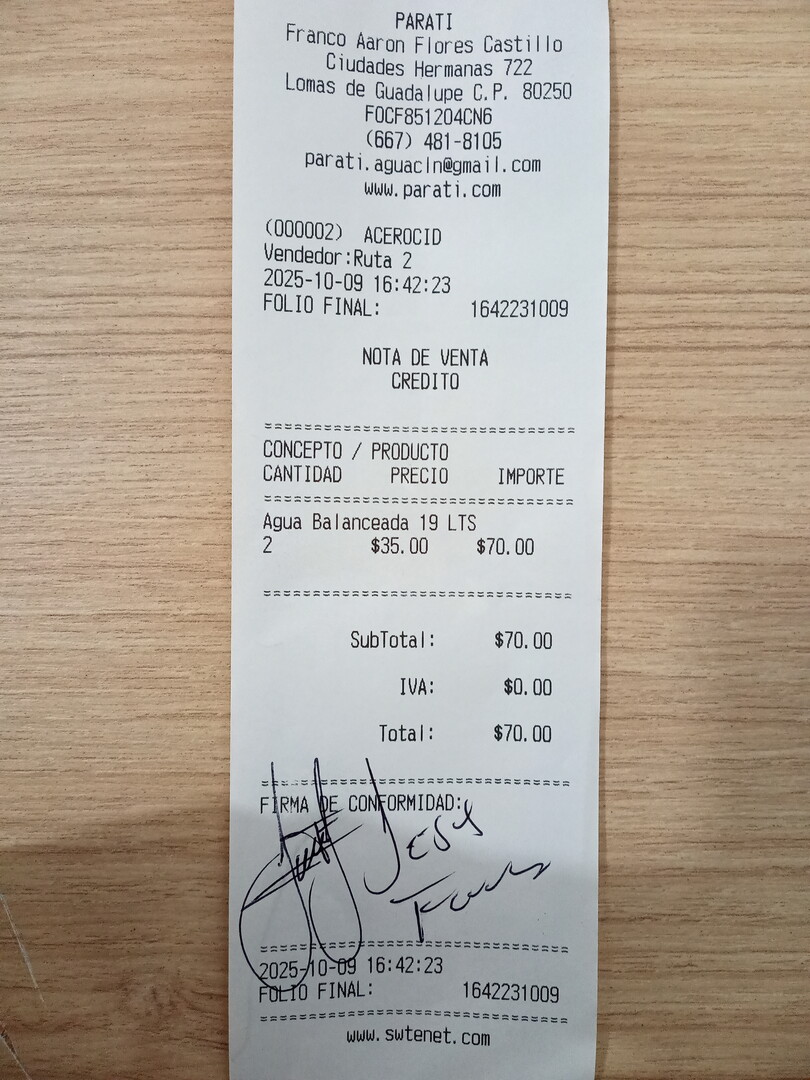 PARATI
Franco Aaron Flores Castillo
Ciudades Hermanas 722
Lomas de Guadalupe C.P. 80250
FOCF851204CN6
(667) 481-8105
parati.aguacln@gmail.com
www.parati.com
(000002) ACEROCID
Vendedor:Ruta 2
2025-10-09 16:42:23
FOLIO FINAL: 1642231009
NOTA DE VENTA
CREDITO
CONCEPTO / PRODUCTO
CANTIDAD PRECIO IMPORTE
Agua Balanceada 19 LTS
2 $35.00 $70.00
SubTotal: $70.00
IVA: $0.00
Total: $70.00
FIRMA DE CONFORMIDAD:
2025-10-09 16:42:23
FOLIO FINAL: 1642231009
www.swtenet.com